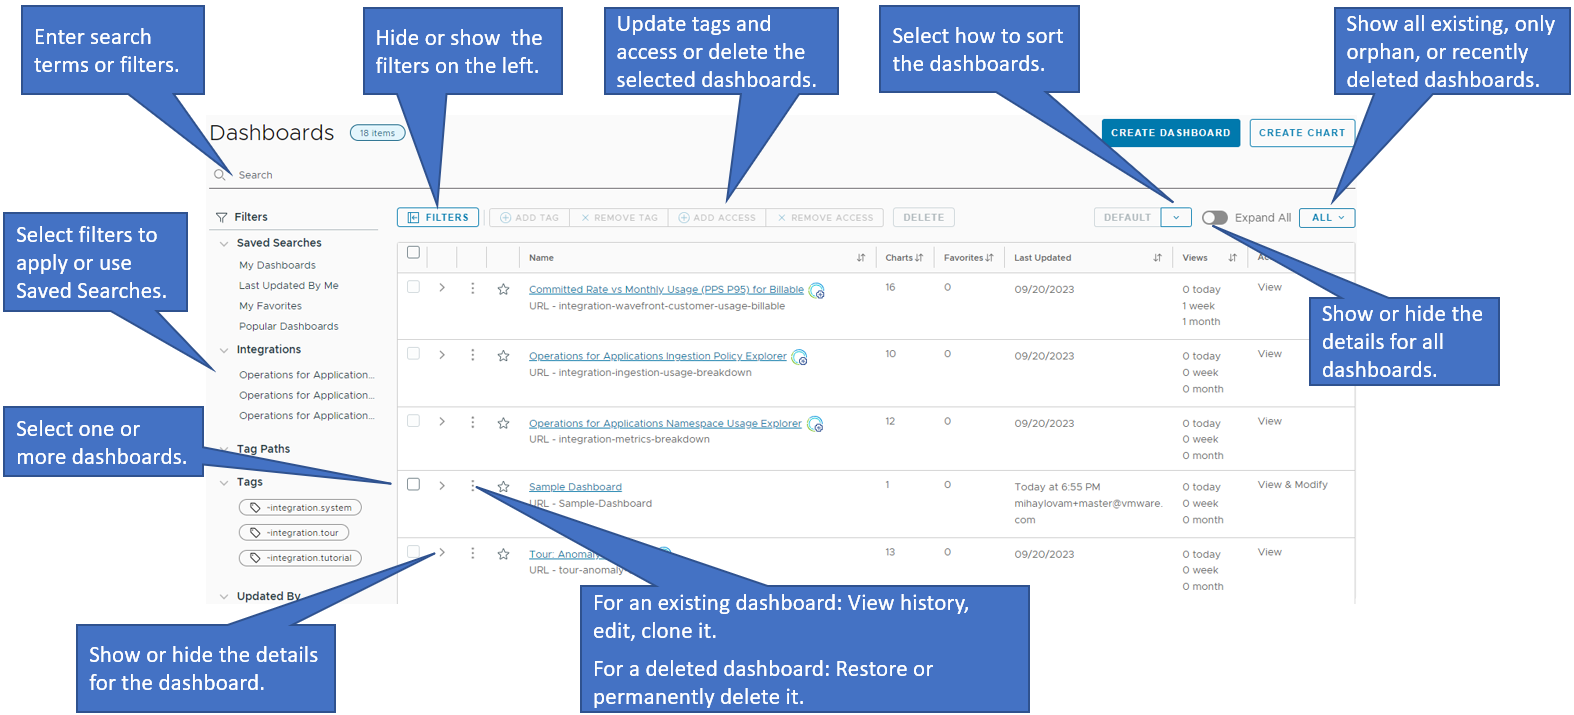 Enter search
terms or filters.
Hide or show the
filters on the left.
Update tags and
access or delete the
selected dashboards.
Select how to sort
the dashboards.
Show all existing, only
orphan, or recently
deleted dashboards.
Dashboards 18 items
CREATE DASHBOARD CREATE CHART
Search
Filters
FILTERS ADD TAG REMOVE TAG ADD ACCESS REMOVE ACCESS DELETE DEFAULT Expand All ALL
Select filters to
apply or use
Saved Searches.
Saved Searches
My Dashboards
Last Updated By Me
My Favorites
Popular Dashboards
Integrations
Operations for Application...
Operations for Application...
Operations for Application...
Tag Paths
Tags
~integration.system
~integration.tour
~integration.tutorial
Updated By
Select one or
more dashboards.
Name Charts Favorites Last Updated Views
Committed Rate vs Monthly Usage (PPS P95) for Billable 16 0 09/20/2023 0 today View
URL - integration-wavefront-customer-usage-billable 1 week
1 month
Operations for Applications Ingestion Policy Explorer 10 0 09/20/2023 0 today View
URL - integration-ingestion-usage-breakdown 0 week
0 month
Operations for Applications Namespace Usage Explorer 12 0 09/20/2023 0 today View
URL - integration-metrics-breakdown 0 week
0 month
Sample Dashboard 1 0 Today at 6:55 PM 0 today View & Modify
URL - Sample-Dashboard mihaylovam+master@vmware. 0 week
com 0 month
Tour: 13 0 09/20/2023 0 today View
URL - tour-anomaly 0 week
0 month
Show or hide the
details for all
dashboards.
Show or hide the details
for the dashboard.
For an existing dashboard: View history,
edit, clone it.
For a deleted dashboard: Restore or
permanently delete it.